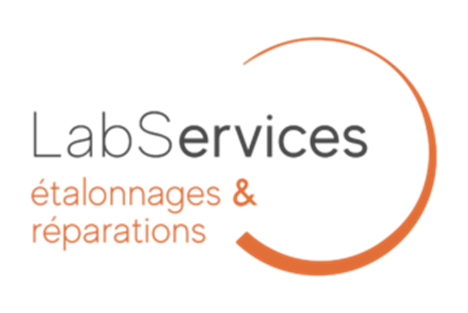 LabServices
étalonnages &
réparations